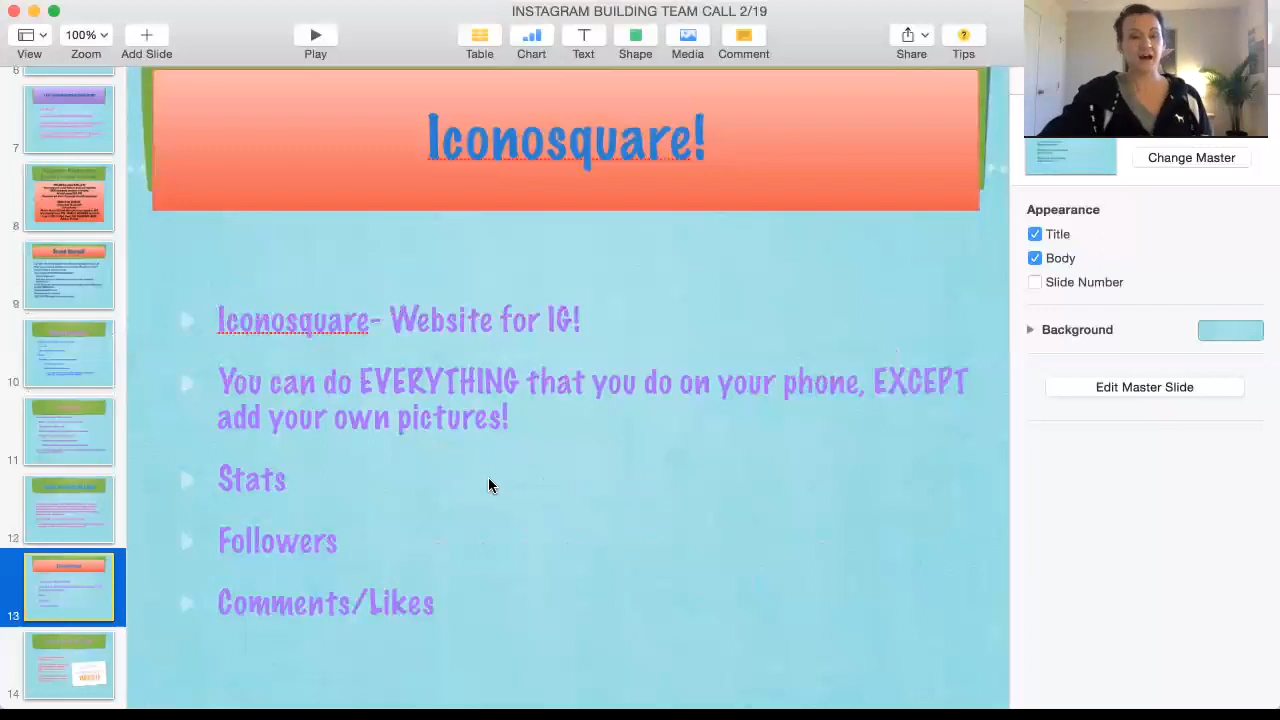 INSTAGRAM BUILDING TEAM CALL 2/19
100%
View
Zoom
Add Slide
Play
Table
Chart
Text
Shape
Media
Comment
Share
Tips
6
7
8
9
10
11
12
13
14
Iconosquare!
Iconosquare- Website for IG!
You can do EVERYTHING that you do on your phone, EXCEPT
add your own pictures!
Stats
Followers
Comments/Likes
Change Master
Appearance
Title
Body
Slide Number
Background
Edit Master Slide